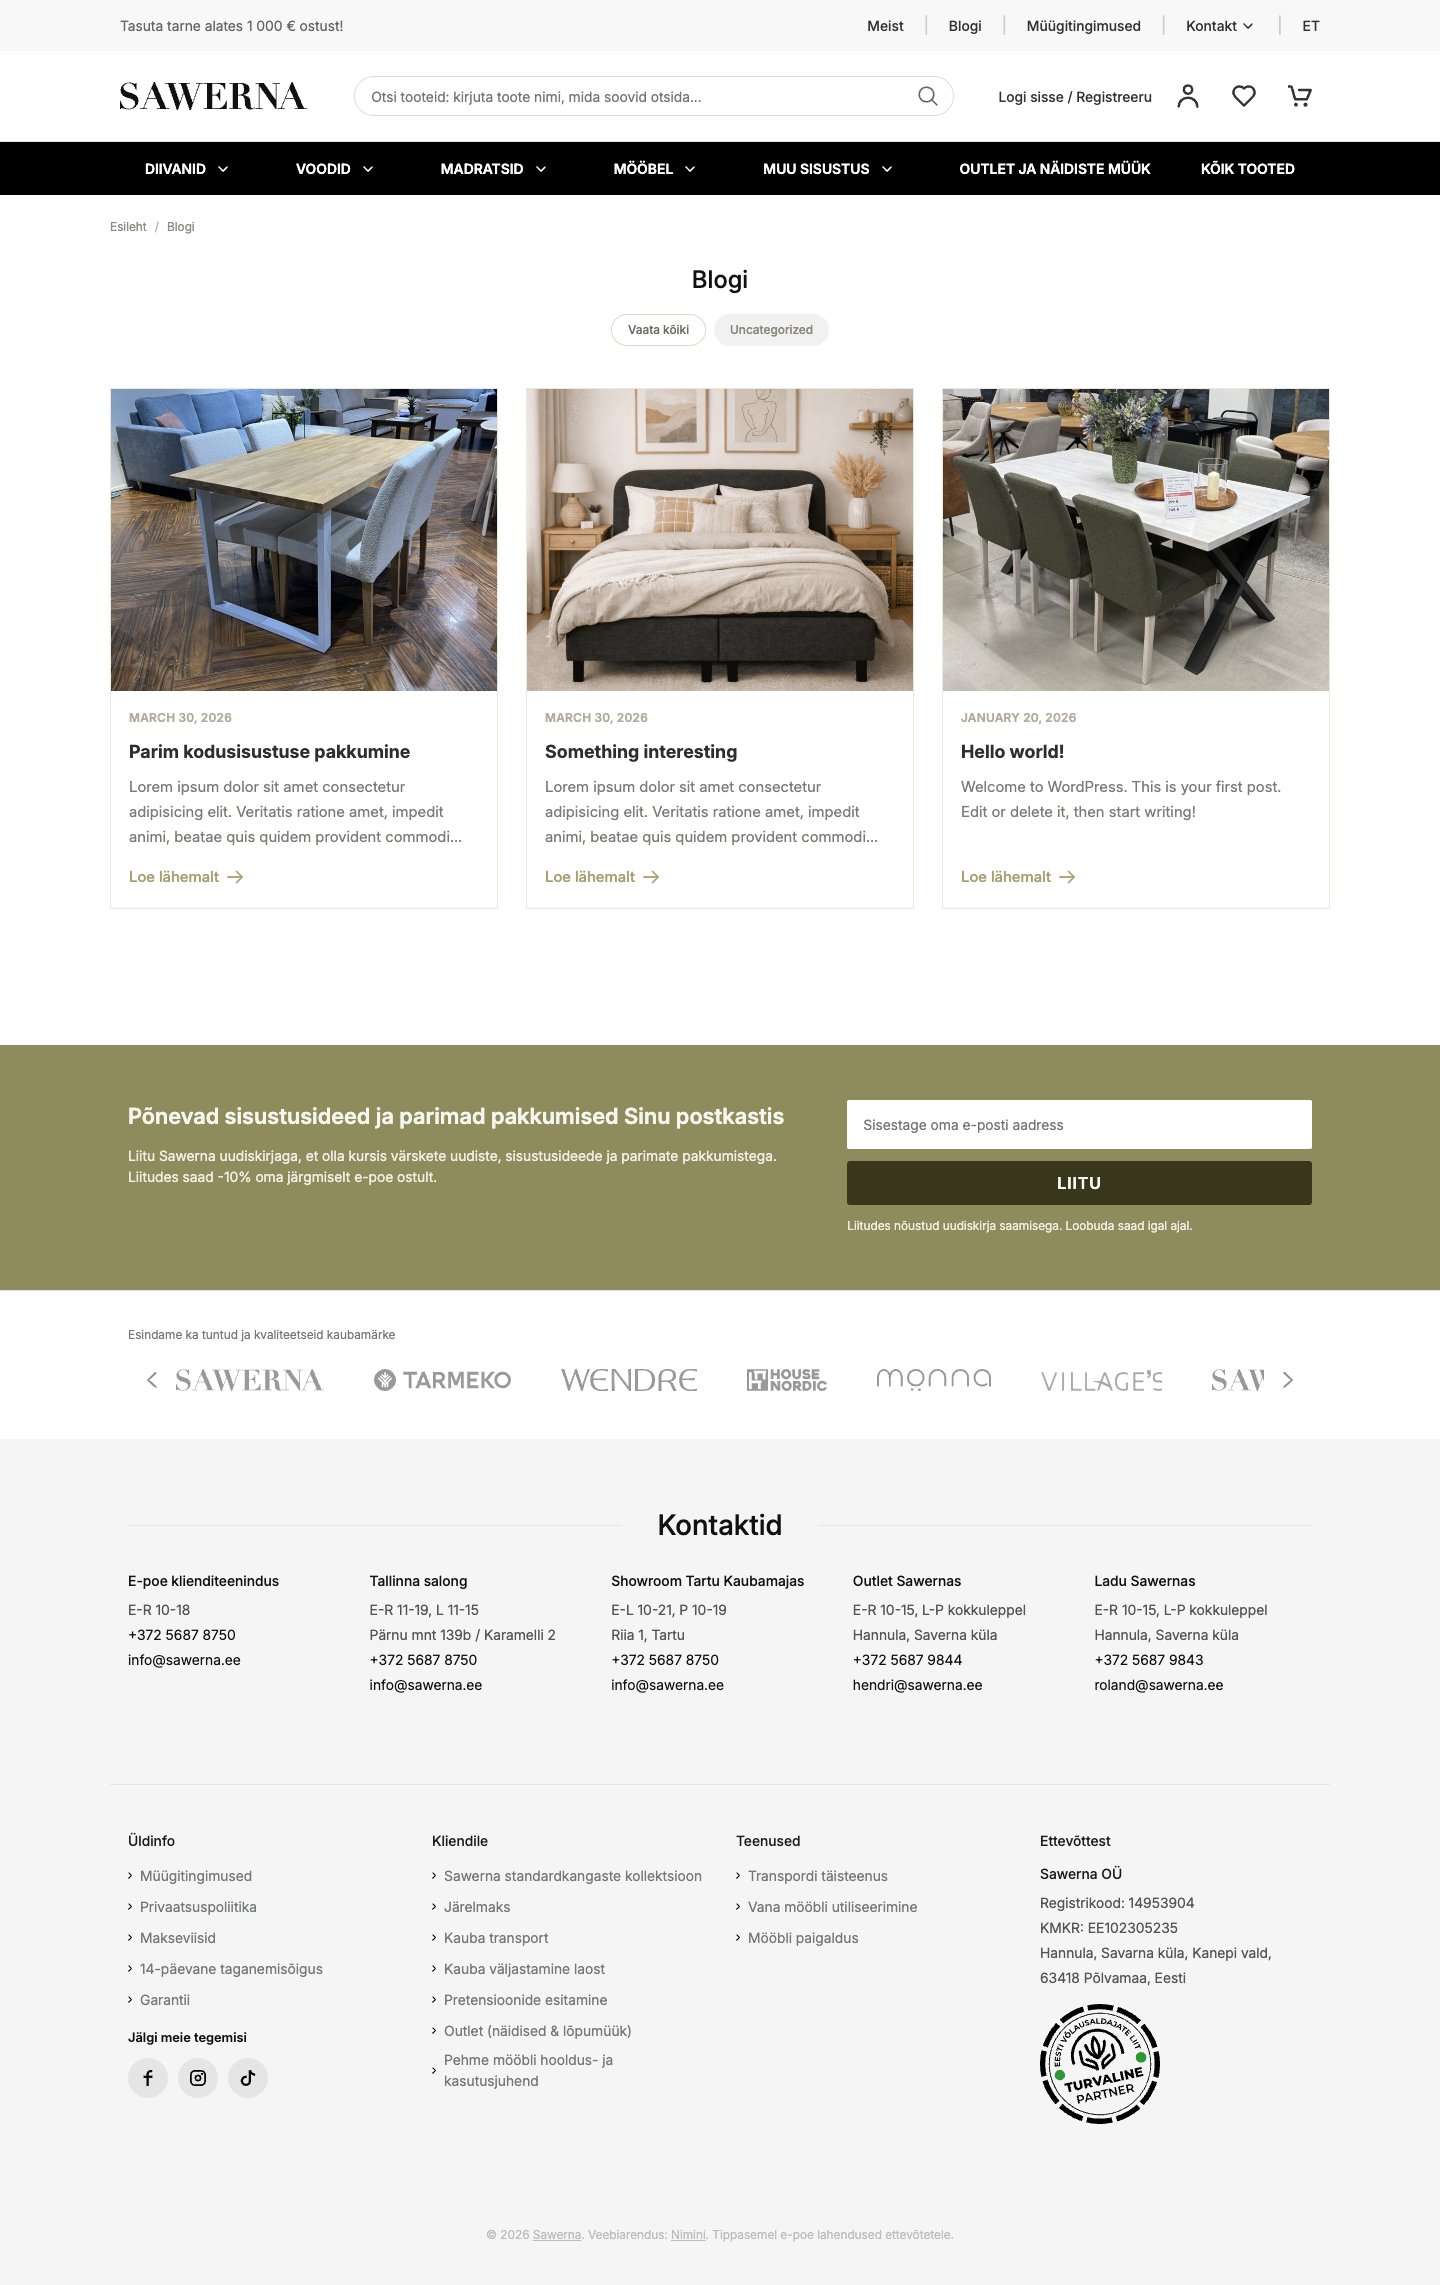 Tasuta tarne alates 1 000 € ostust!
Meist
Blogi
Müügitingimused
Kontakt
ET
SAWERNA
Otsi tooteid: kirjuta toote nimi, mida soovid otsida...
Logi sisse / Registreeru
DIIVANID
VOODID
MADRATSID
MÖÖBEL
MUU SISUSTUS
OUTLET JA NÄIDISTE MÜÜK
KÕIK TOOTED
Esileht / Blogi
Blogi
Vaata kõiki
Uncategorized
MARCH 30, 2026
Parim kodusisustuse pakkumine
Lorem ipsum dolor sit amet consectetur
adipisicing elit. Veritatis ratione amet, impedit
animi, beatae quis quidem provident commodi...
Loe lähemalt
MARCH 30, 2026
Something interesting
Lorem ipsum dolor sit amet consectetur
adipisicing elit. Veritatis ratione amet, impedit
animi, beatae quis quidem provident commodi...
Loe lähemalt
JANUARY 20, 2026
Hello world!
Welcome to WordPress. This is your first post.
Edit or delete it, then start writing!
Loe lähemalt
Põnevad sisustusideed ja parimad pakkumised Sinu postkastis
Liitu Sawerna uudiskirjaga, et olla kursis värskete uudiste, sisustusideede ja parimate pakkumistega.
Liitudes saad -10% oma järgmiselt e-poe ostult.
Sisestage oma e-posti aadress
LIITU
Liitudes nõustud uudiskirja saamisega. Loobuda saad igal ajal.
Esindame ka tuntud ja kvaliteetseid kaubamärke
SAWERNA
TARMEKO
WENDRE
HOUSE
NORDIC
monna
VILLAGE'S
SAW
Kontaktid
E-poe klienditeenindus
E-R 10-18
+372 5687 8750
info@sawerna.ee
Tallinna salong
E-R 11-19, L 11-15
Pärnu mnt 139b / Karamelli 2
+372 5687 8750
info@sawerna.ee
Showroom Tartu Kaubamajas
E-L 10-21, P 10-19
Riia 1, Tartu
+372 5687 8750
info@sawerna.ee
Outlet Sawernas
E-R 10-15, L-P kokkuleppel
Hannula, Saverna küla
+372 5687 9844
hendri@sawerna.ee
Ladu Sawernas
E-R 10-15, L-P kokkuleppel
Hannula, Saverna küla
+372 5687 9843
roland@sawerna.ee
Üldinfo
Müügitingimused
Privaatsuspoliitika
Makseviisid
14-päevane taganemisõigus
Garantii
Jälgi meie tegemisi
Kliendile
Sawerna standardkangaste kollektsioon
Järelmaks
Kauba transport
Kauba väljastamine laost
Pretensioonide esitamine
Outlet (näidised & lõpumüük)
Pehme mööbli hooldus- ja
kasutusjuhend
Teenused
Transpordi täisteenus
Vana mööbli utiliseerimine
Mööbli paigaldus
Ettevõttest
Sawerna OÜ
Registrikood: 14953904
KMKR: EE102305235
Hannula, Savarna küla, Kanepi vald,
63418 Põlvamaa, Eesti
EESTI VÕLAUSALDAJATE LIIT
TURVALINE
PARTNER
© 2026 Sawerna. Veebiarendus: Nimini. Tippasemel e-poe lahendused ettevõtetele.